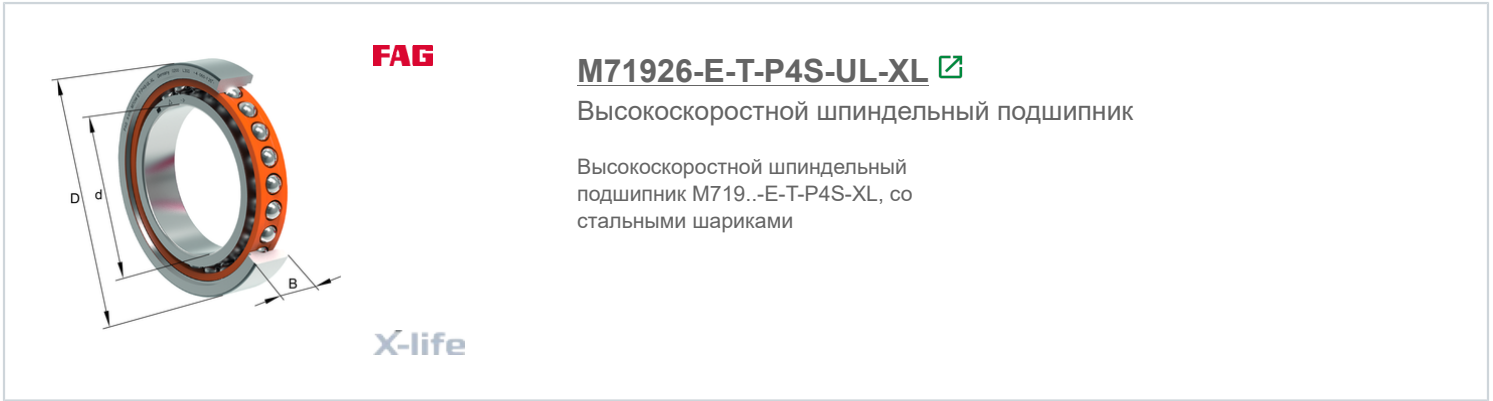 FAG
M71926-E-T-P4S-UL-XL
Высокоскоростной шпиндельный подшипник
Высокоскоростной шпиндельный
подшипник M719..-E-T-P4S-XL, со
стальными шариками
D
d
B
X-life